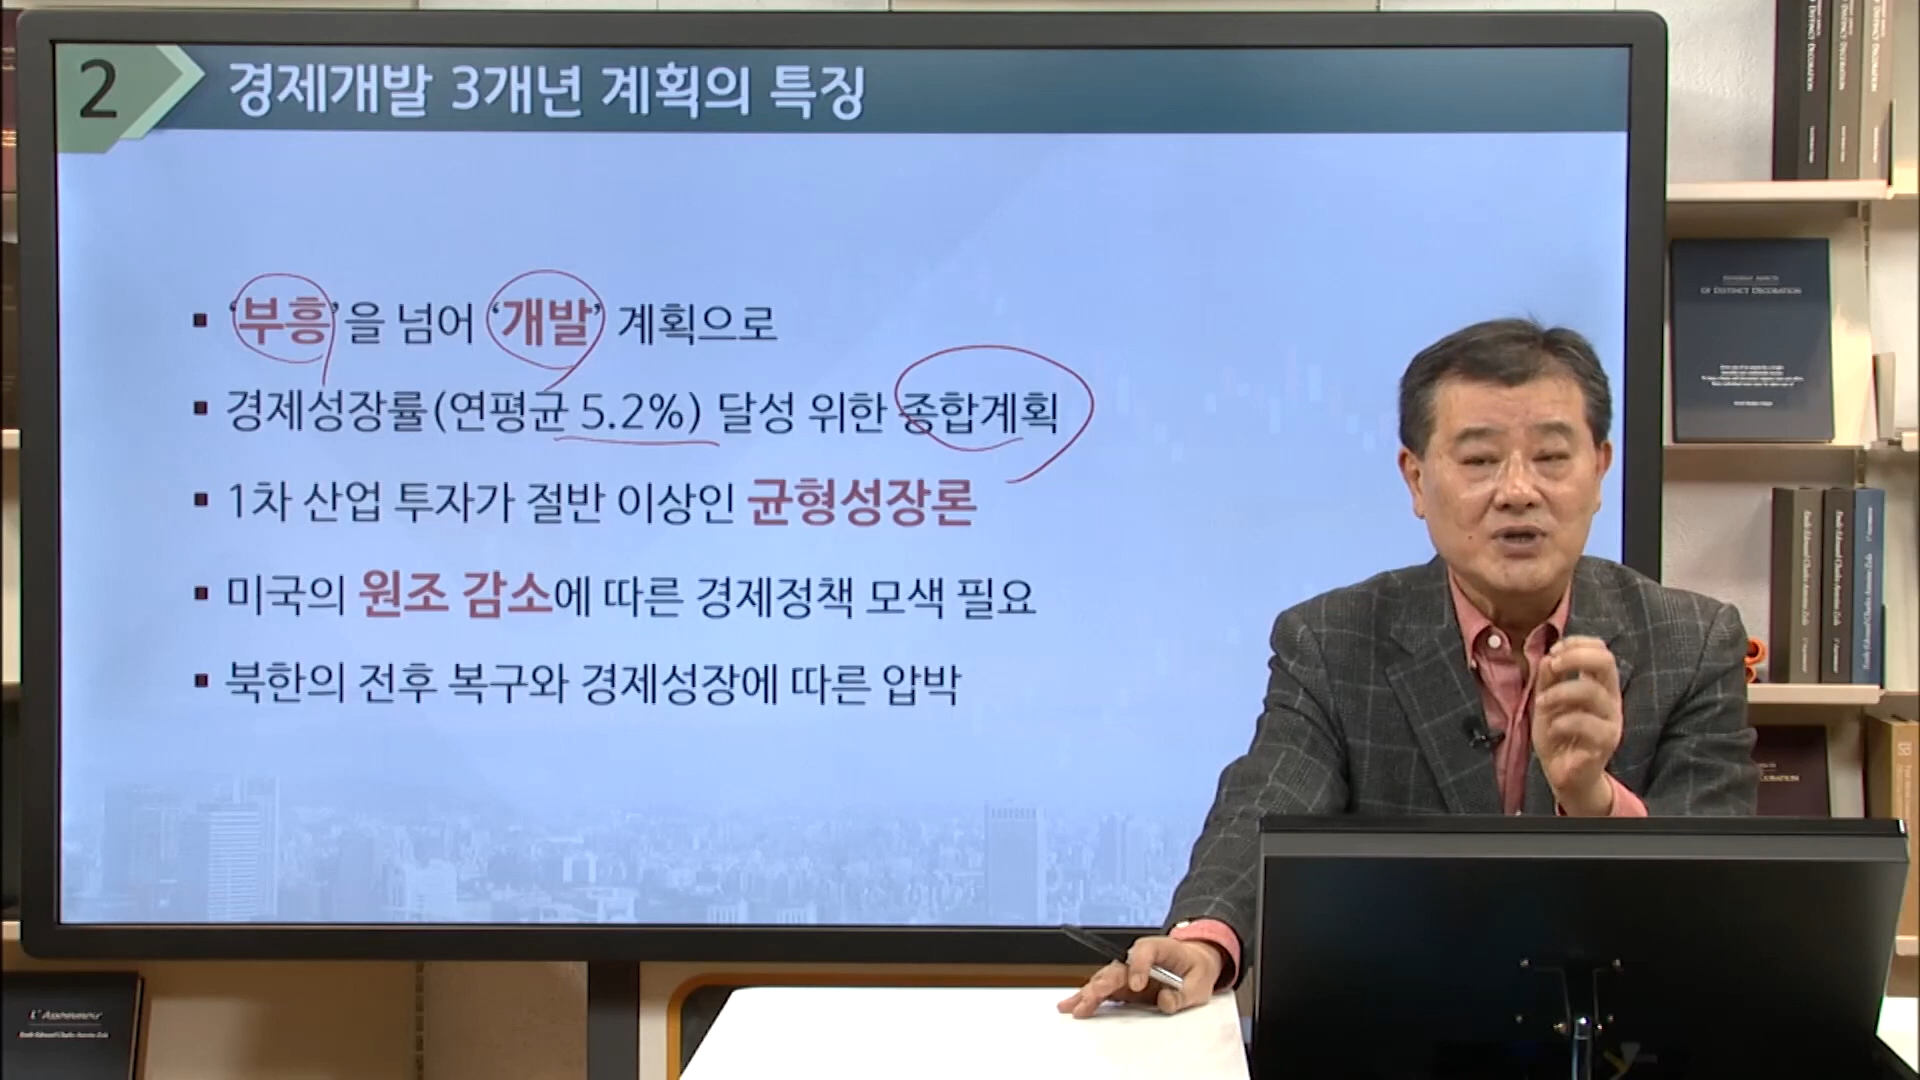 2
경제개발 3개년 계획의 특징
▪ ‘부흥’을 넘어 ‘개발’ 계획으로
▪ 경제성장률(연평균 5.2%) 달성 위한 종합계획
▪ 1차 산업 투자가 절반 이상인 균형성장론
▪ 미국의 원조 감소에 따른 경제정책 모색 필요
▪ 북한의 전후 복구와 경제성장에 따른 압박
OF DISTINCT DECORATION